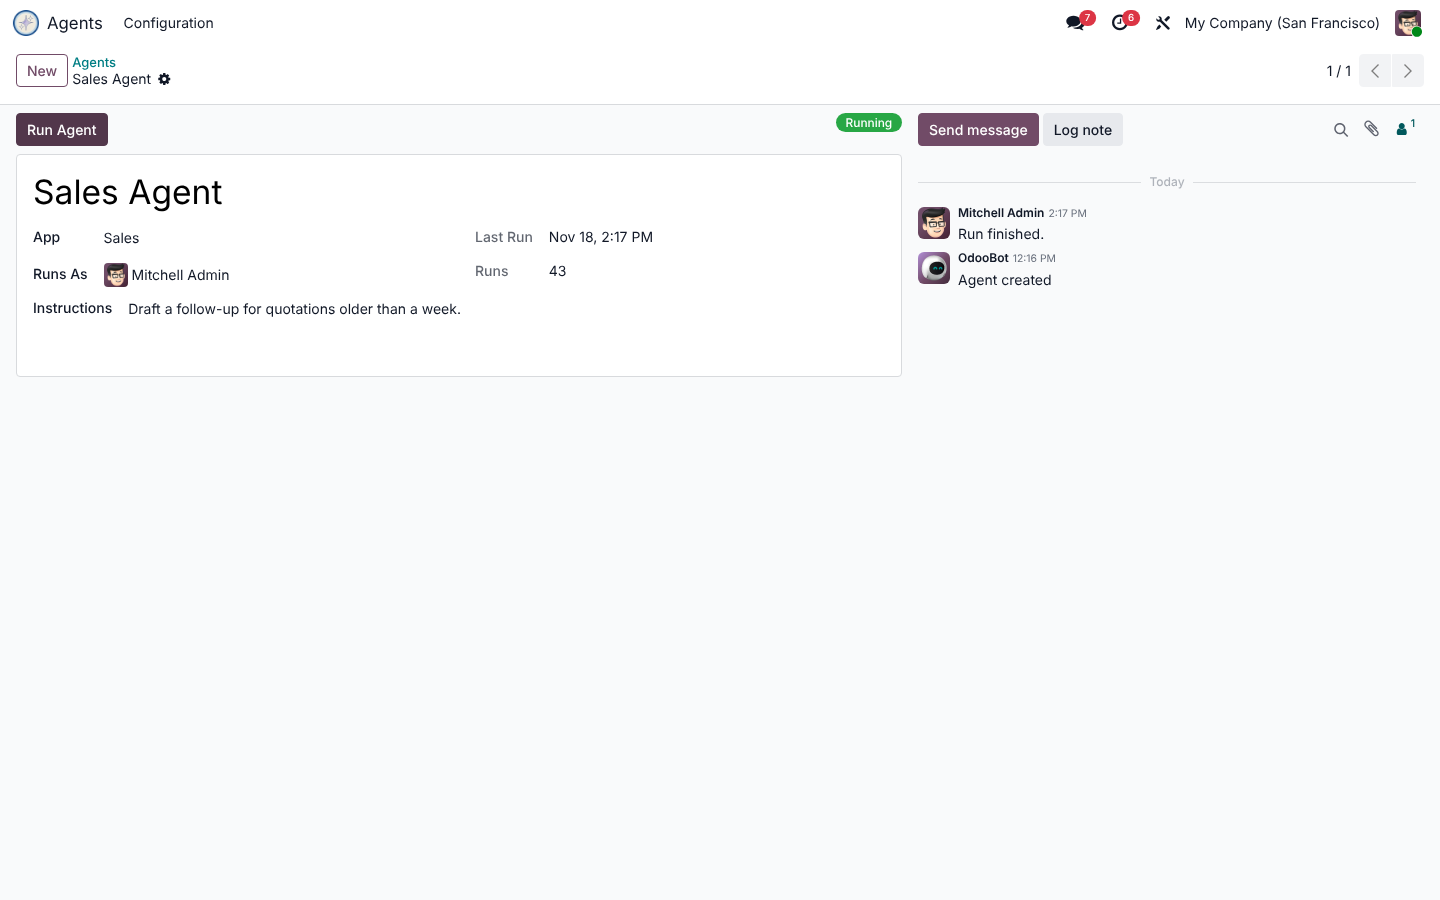 Agents
Configuration
7
6
My Company (San Francisco)
New
Agents
Sales Agent
1 / 1
Run Agent
Running
Send message
Log note
1
Sales Agent
App
Sales
Last Run
Nov 18, 2:17 PM
Runs As
Mitchell Admin
Runs
43
Instructions
Draft a follow-up for quotations older than a week.
Today
Mitchell Admin 2:17 PM
Run finished.
OdooBot 12:16 PM
Agent created